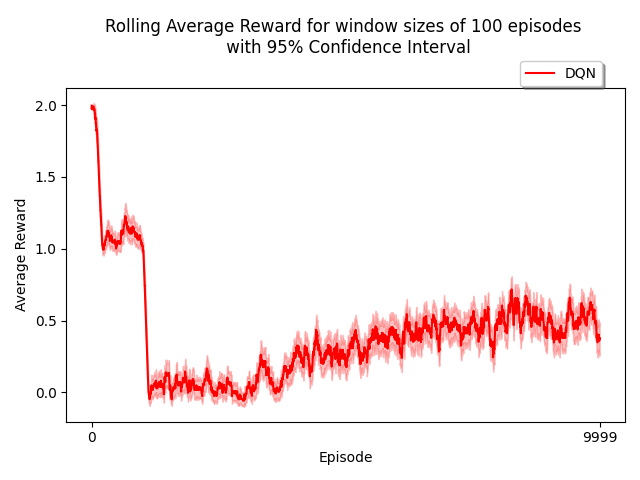 Rolling Average Reward for window sizes of 100 episodes
with 95% Confidence Interval
DQN
2.0
1.5
1.0
0.5
0.0
Average Reward
0
9999
Episode